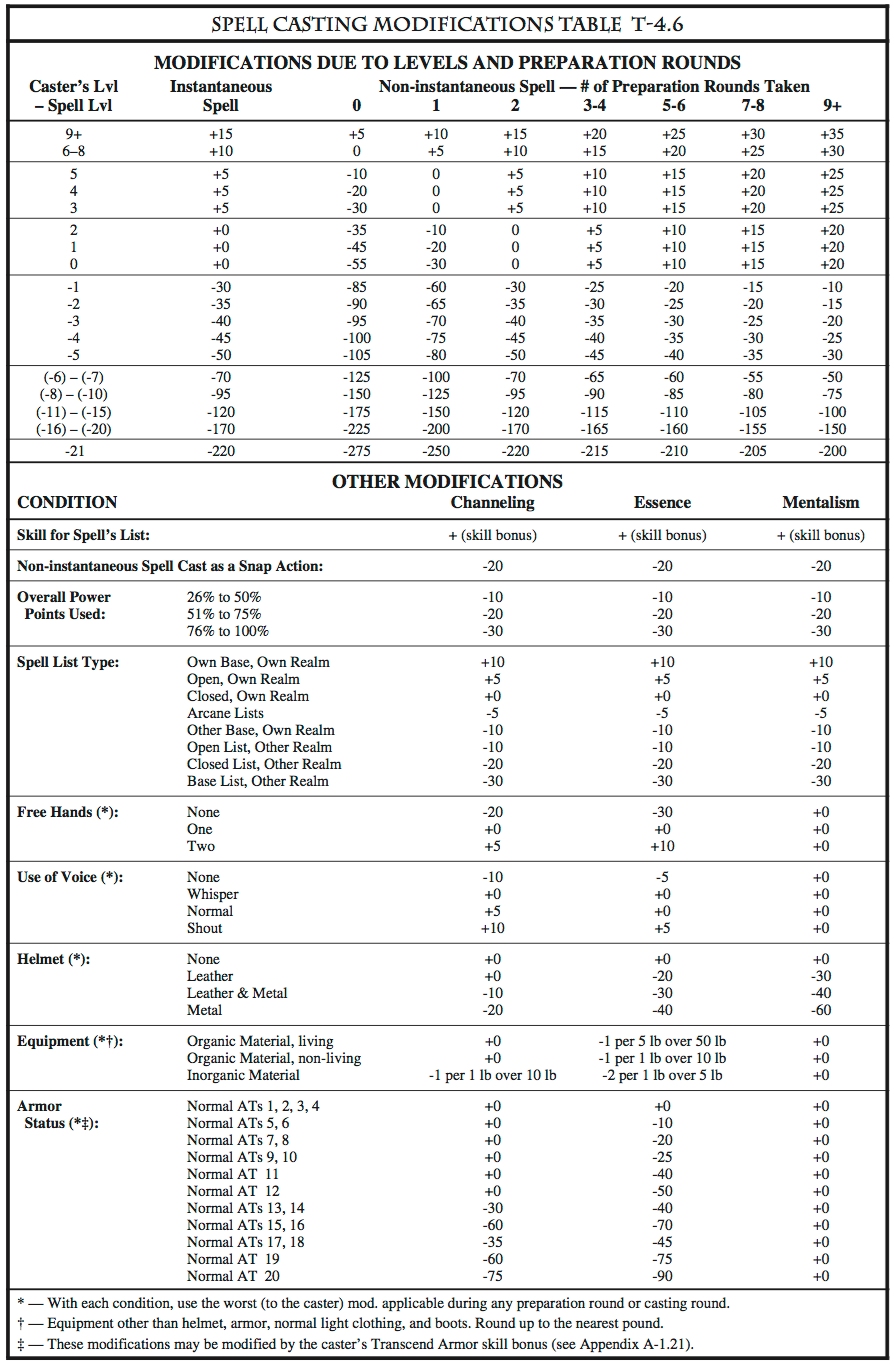 SPELL CASTING MODIFICATIONS TABLE T-4.6
MODIFICATIONS DUE TO LEVELS AND PREPARATION ROUNDS
Caster's Lvl Instantaneous Non-instantaneous Spell — # of Preparation Rounds Taken
– Spell Lvl Spell 0 1 2 3-4 5-6 7-8 9+
9+ +15 +5 +10 +15 +20 +25 +30 +35
6–8 +10 0 +5 +10 +15 +20 +25 +30
5 +5 -10 0 +5 +10 +15 +20 +25
4 +5 -20 0 +5 +10 +15 +20 +25
3 +5 -30 0 +5 +10 +15 +20 +25
2 +0 -35 -10 0 +5 +10 +15 +20
1 +0 -45 -20 0 +5 +10 +15 +20
0 +0 -55 -30 0 +5 +10 +15 +20
-1 -30 -85 -60 -30 -25 -20 -15 -10
-2 -35 -90 -65 -35 -30 -25 -20 -15
-3 -40 -95 -70 -40 -35 -30 -25 -20
-4 -45 -100 -75 -45 -40 -35 -30 -25
-5 -50 -105 -80 -50 -45 -40 -35 -30
(-6) – (-7) -70 -125 -100 -70 -65 -60 -55 -50
(-8) – (-10) -95 -150 -125 -95 -90 -85 -80 -75
(-11) – (-15) -120 -175 -150 -120 -115 -110 -105 -100
(-16) – (-20) -170 -225 -200 -170 -165 -160 -155 -150
-21 -220 -275 -250 -220 -215 -210 -205 -200
OTHER MODIFICATIONS
CONDITION Channeling Essence Mentalism
Skill for Spell's List: + (skill bonus) + (skill bonus) + (skill bonus)
Non-instantaneous Spell Cast as a Snap Action: -20 -20 -20
Overall Power 26% to 50% -10 -10 -10
Points Used: 51% to 75% -20 -20 -20
76% to 100% -30 -30 -30
Spell List Type: Own Base, Own Realm +10 +10 +10
Open, Own Realm +5 +5 +5
Closed, Own Realm +0 +0 +0
Arcane Lists -5 -5 -5
Other Base, Own Realm -10 -10 -10
Open List, Other Realm -10 -10 -10
Closed List, Other Realm -20 -20 -20
Base List, Other Realm -30 -30 -30
Free Hands (*): None -20 -30 +0
One +0 +0 +0
Two +5 +10 +0
Use of Voice (*): None -10 -5 +0
Whisper +0 +0 +0
Normal +5 +0 +0
Shout +10 +5 +0
Helmet (*): None +0 +0 +0
Leather +0 -20 -30
Leather & Metal -10 -30 -40
Metal -20 -40 -60
Equipment (*†): Organic Material, living +0 -1 per 5 lb over 50 lb +0
Organic Material, non-living +0 -1 per 1 lb over 10 lb +0
Inorganic Material -1 per 1 lb over 10 lb -2 per 1 lb over 5 lb +0
Armor Normal ATs 1, 2, 3, 4 +0 +0 +0
Status (*‡): Normal ATs 5, 6 +0 -10 +0
Normal ATs 7, 8 +0 -20 +0
Normal ATs 9, 10 +0 -25 +0
Normal AT 11 +0 -40 +0
Normal AT 12 +0 -50 +0
Normal ATs 13, 14 -30 -40 +0
Normal ATs 15, 16 -60 -70 +0
Normal ATs 17, 18 -35 -45 +0
Normal AT 19 -60 -75 +0
Normal AT 20 -75 -90 +0
* — With each condition, use the worst (to the caster) mod. applicable during any preparation round or casting round.
† — Equipment other than helmet, armor, normal light clothing, and boots. Round up to the nearest pound.
‡ — These modifications may be modified by the caster's Transcend Armor skill bonus (see Appendix A-1.21).